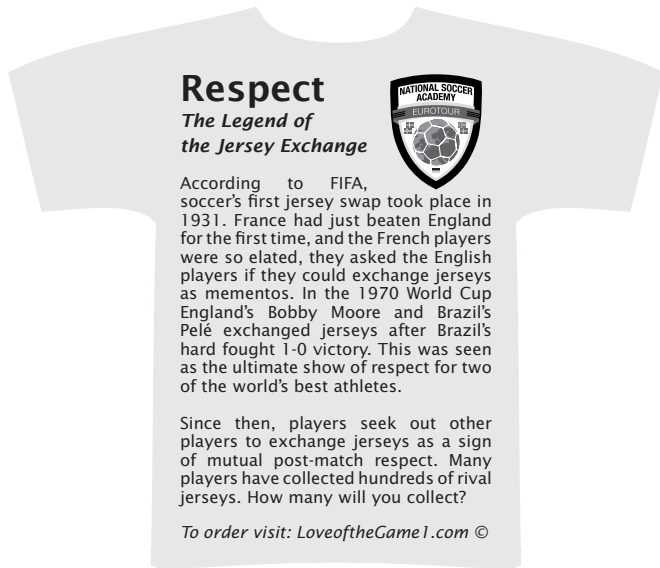 Respect
The Legend of
the Jersey Exchange
NATIONAL SOCCER
ACADEMY
EUROTOUR
According to FIFA,
soccer's first jersey swap took place in
1931. France had just beaten England
for the first time, and the French players
were so elated, they asked the English
players if they could exchange jerseys
as mementos. In the 1970 World Cup
England's Bobby Moore and Brazil's
Pelé exchanged jerseys after Brazil's
hard fought 1-0 victory. This was seen
as the ultimate show of respect for two
of the world's best athletes.
Since then, players seek out other
players to exchange jerseys as a sign
of mutual post-match respect. Many
players have collected hundreds of rival
jerseys. How many will you collect?
To order visit: LoveoftheGame1.com ©